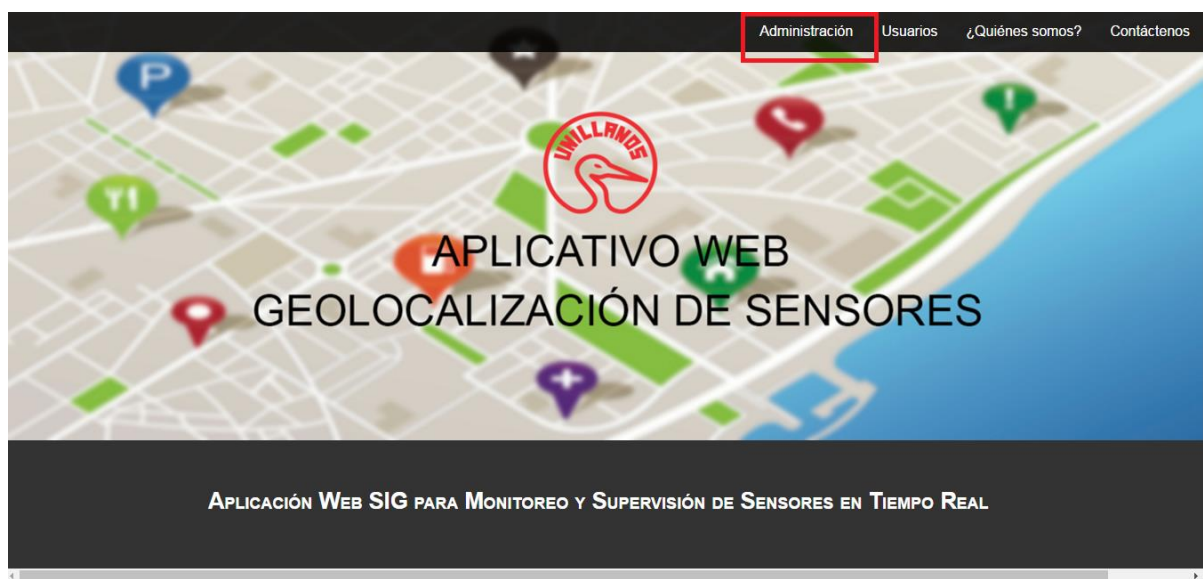 Administración Usuarios ¿Quiénes somos? Contáctenos
P
UNILLANOS
APLICATIVO WEB
GEOLOCALIZACIÓN DE SENSORES
Aplicación Web SIG para Monitoreo y Supervisión de Sensores en Tiempo Real